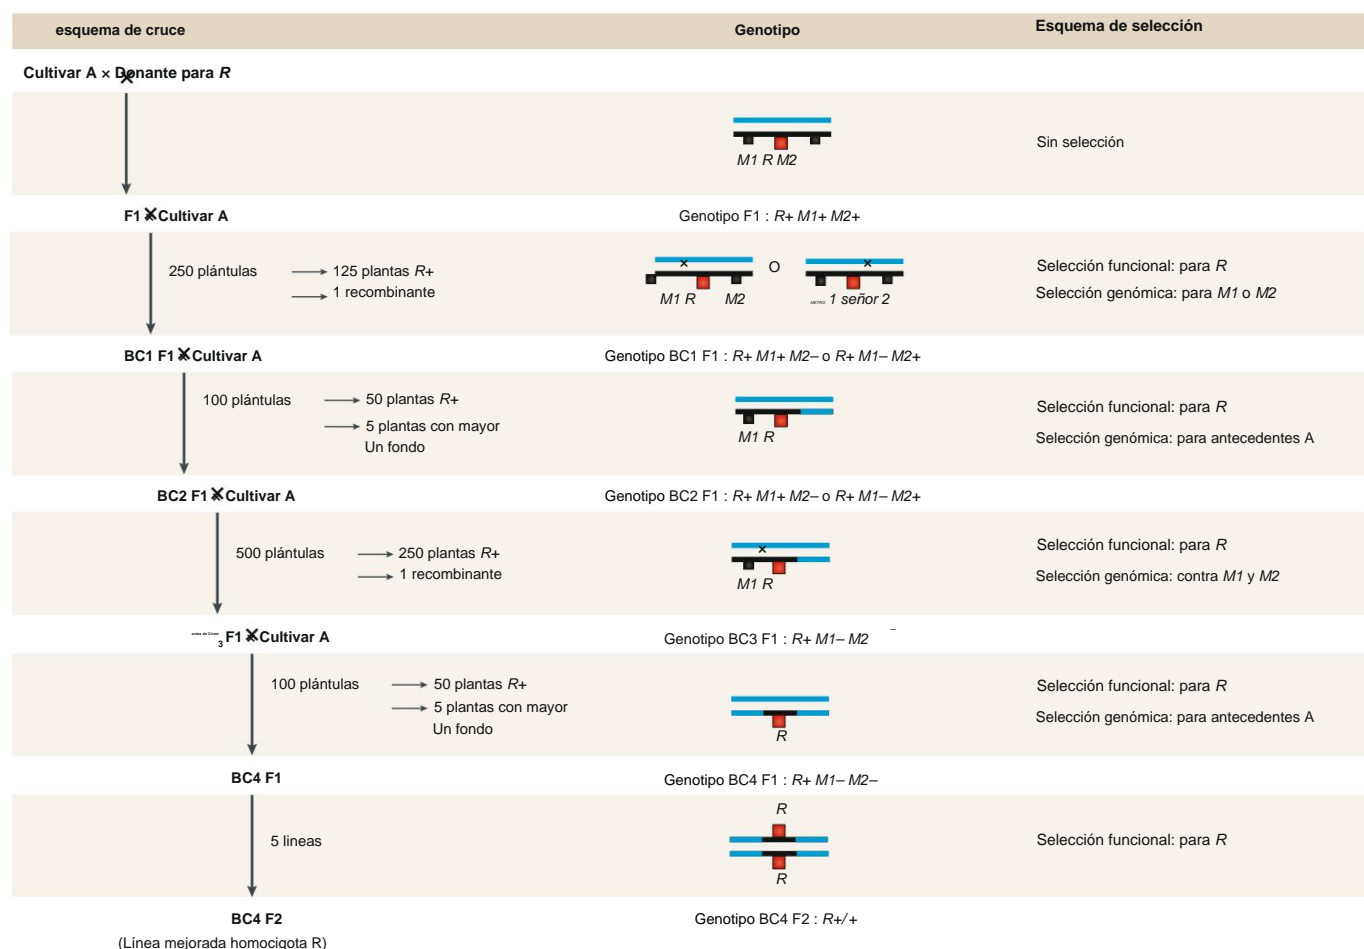 esquema de cruce Genotipo Esquema de selección
Cultivar A × Donante para R
M1 R M2
Sin selección
F1 × Cultivar A
Genotipo F1 : R+ M1+ M2+
250 plántulas
125 plantas R+
1 recombinante
M1 R M2
O
1 señor 2
Selección funcional: para R
Selección genómica: para M1 o M2
BC1 F1 × Cultivar A
Genotipo BC1 F1 : R+ M1+ M2– o R+ M1– M2+
100 plántulas
50 plantas R+
5 plantas con mayor
Un fondo
M1 R
Selección funcional: para R
Selección genómica: para antecedentes A
BC2 F1 × Cultivar A
Genotipo BC2 F1 : R+ M1+ M2– o R+ M1– M2+
500 plántulas
250 plantas R+
1 recombinante
M1 R
Selección funcional: para R
Selección genómica: contra M1 y M2
3 F1 × Cultivar A
Genotipo BC3 F1 : R+ M1– M2 –
100 plántulas
50 plantas R+
5 plantas con mayor
Un fondo
R
Selección funcional: para R
Selección genómica: para antecedentes A
BC4 F1
Genotipo BC4 F1 : R+ M1– M2–
5 lineas
R
R
Selección funcional: para R
BC4 F2
Genotipo BC4 F2 : R+/+
(Línea mejorada homocigota R)